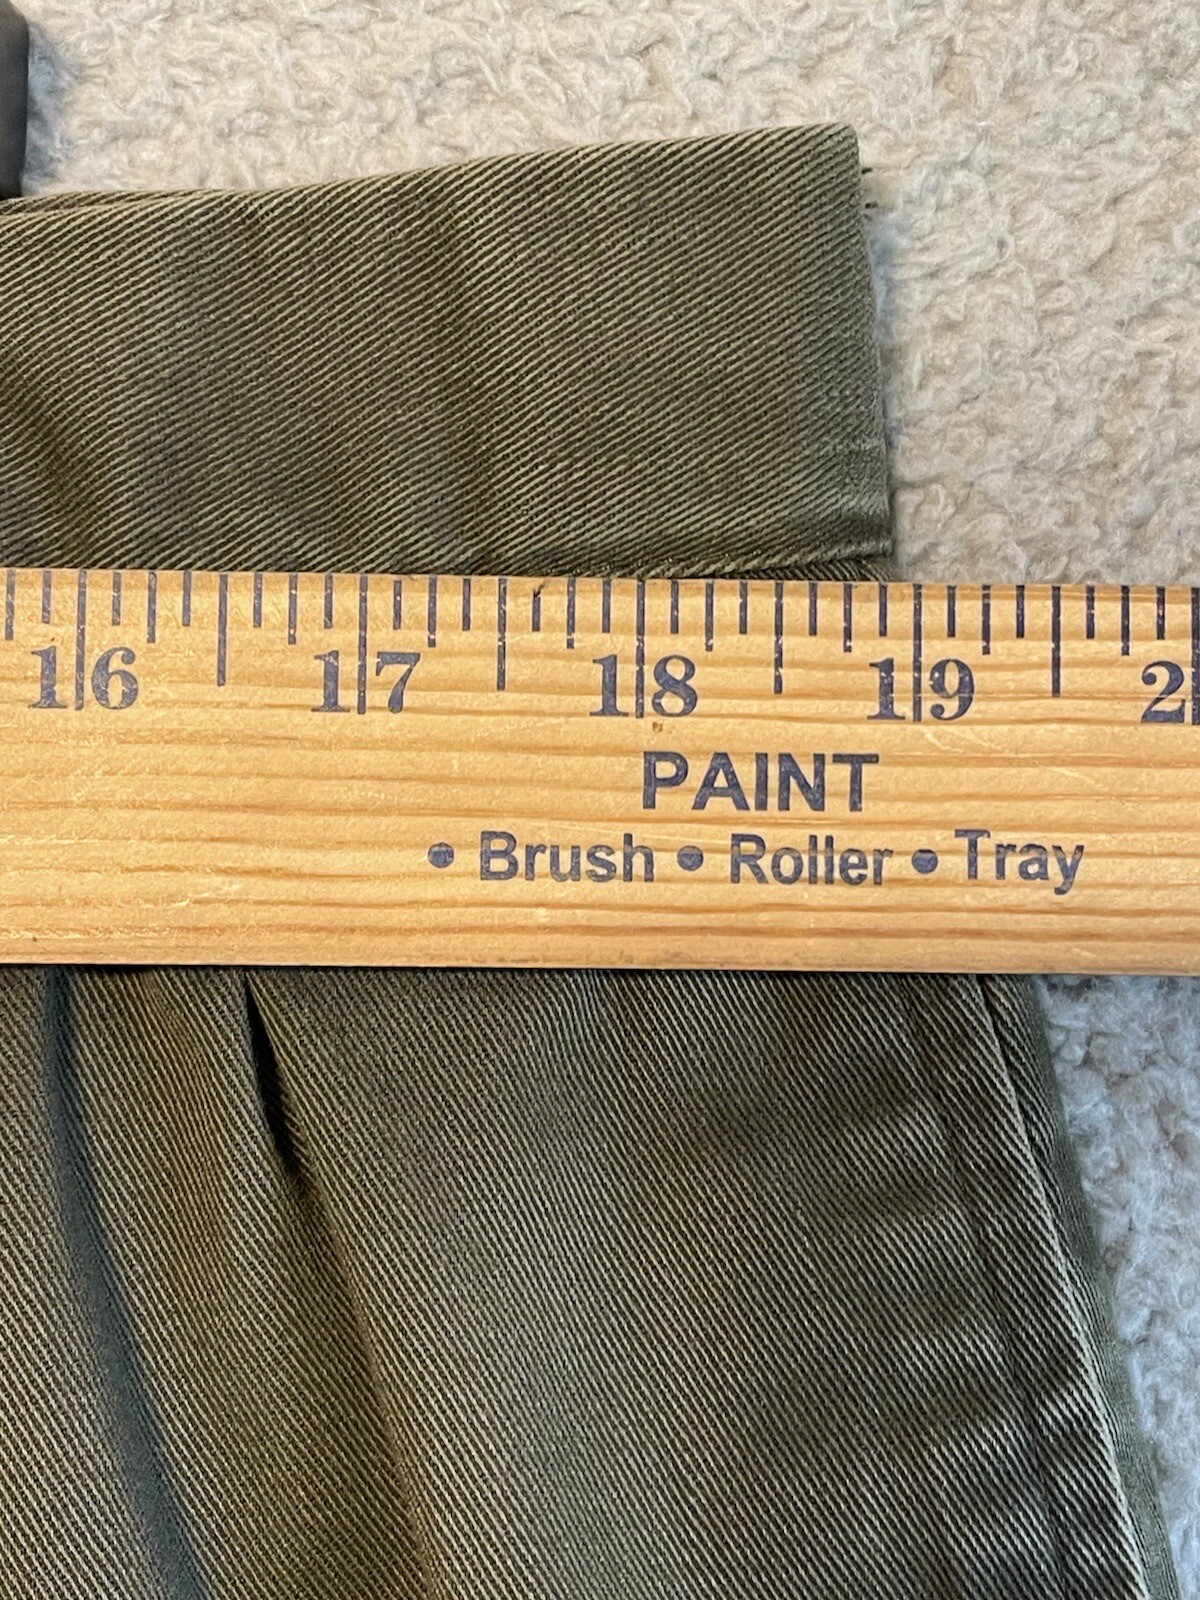 16 17 18 19 2
PAINT
• Brush • Roller • Tray